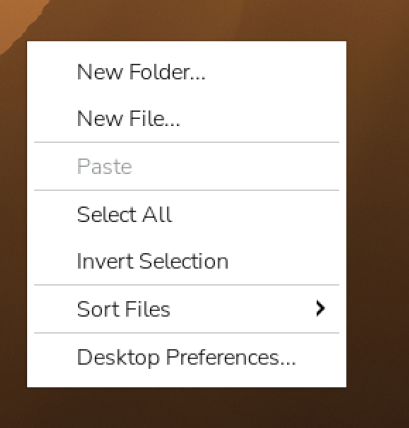 New Folder...
New File...
Paste
Select All
Invert Selection
Sort Files
Desktop Preferences...